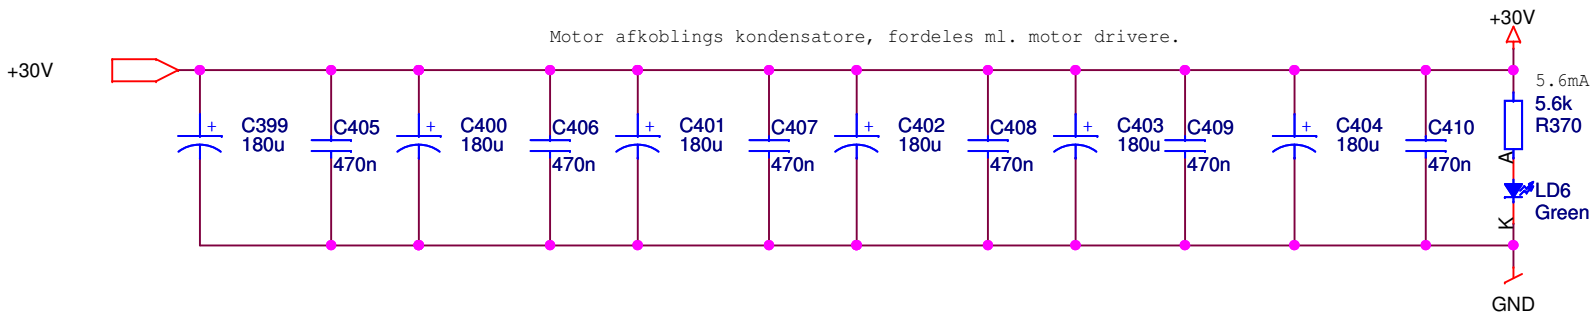 +30V
Motor afkoblings kondensatore, fordeles ml. motor drivere.
+30V
+
C399
180u
C405
470n
+
C400
180u
C406
470n
+
C401
180u
C407
470n
+
C402
180u
C408
470n
+
C403
180u
C409
470n
+
C404
180u
C410
470n
5.6mA
5.6k
R370
A
LD6
Green
K
GND